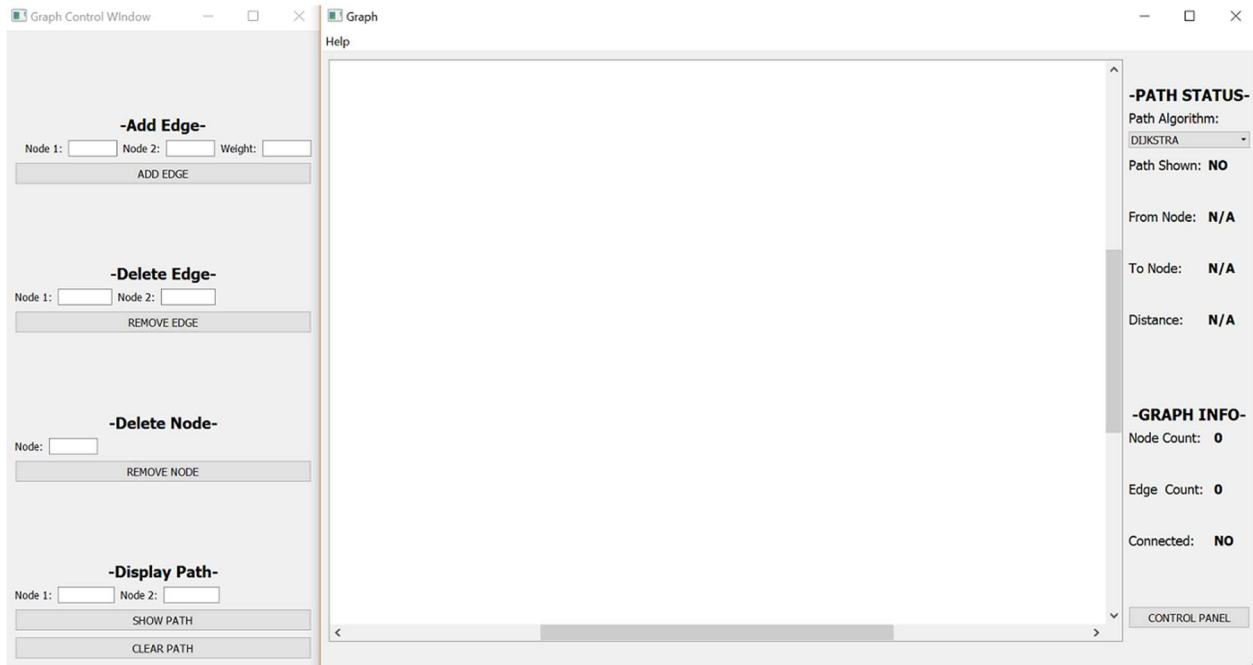 Graph Control WIndow
-Add Edge-
Node 1: Node 2: Weight:
ADD EDGE
-Delete Edge-
Node 1: Node 2:
REMOVE EDGE
-Delete Node-
Node:
REMOVE NODE
-Display Path-
Node 1: Node 2:
SHOW PATH
CLEAR PATH
Graph
Help
-PATH STATUS-
Path Algorithm:
DIJKSTRA
Path Shown: NO
From Node: N/A
To Node: N/A
Distance: N/A
-GRAPH INFO-
Node Count: 0
Edge Count: 0
Connected: NO
CONTROL PANEL